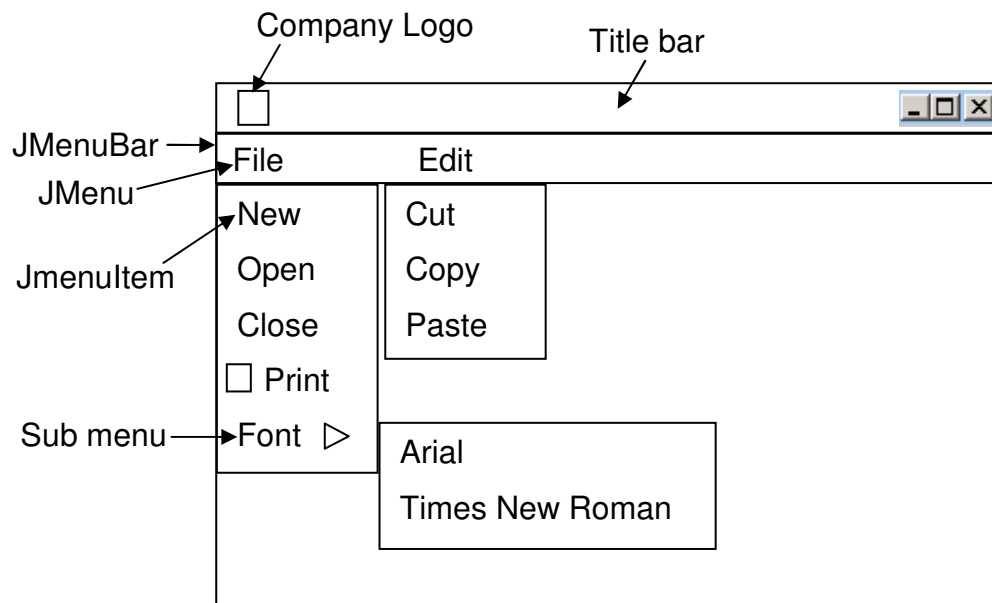 Company Logo
Title bar
JMenuBar
File Edit
JMenu
New Cut
JmenuItem
Open Copy
Close Paste
Print
Sub menu
Font
Arial
Times New Roman